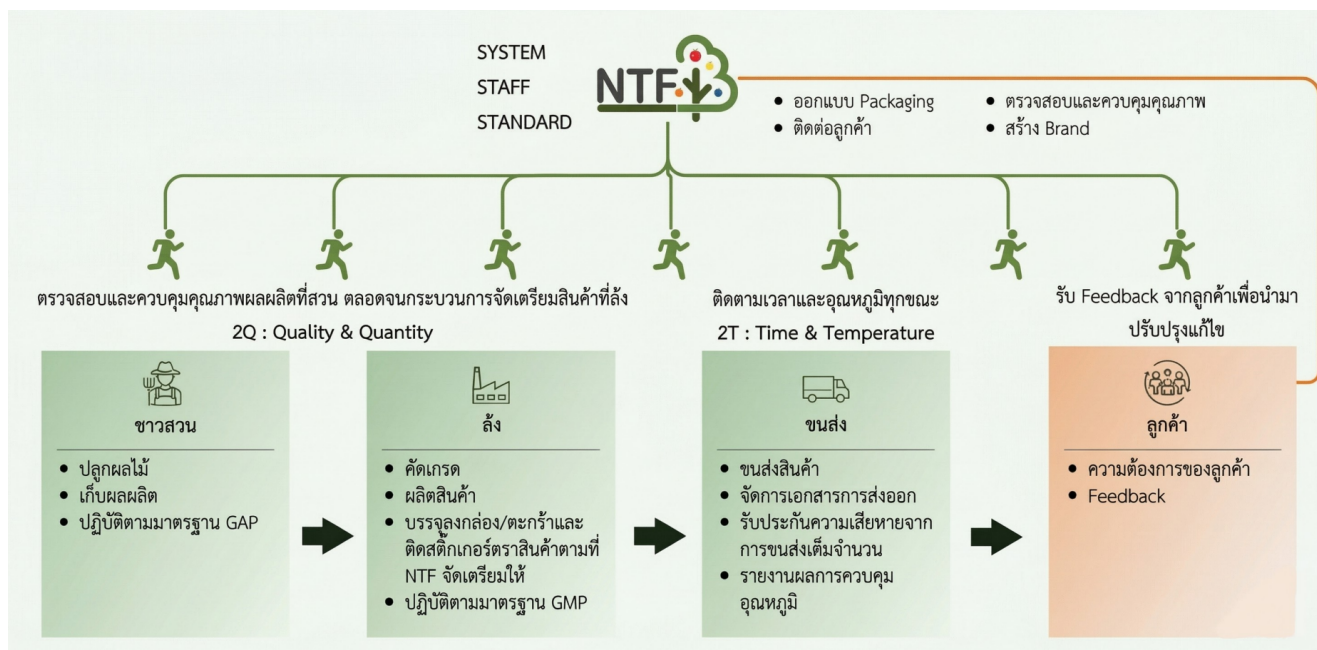 SYSTEM
STAFF
STANDARD
NTF
• ออกแบบ Packaging
• ติดต่อลูกค้า
• ตรวจสอบและควบคุมคุณภาพ
• สร้าง Brand
ตรวจสอบและควบคุมคุณภาพผลผลิตที่สวน ตลอดจนกระบวนการจัดเตรียมสินค้าที่ล้ง
2Q : Quality & Quantity
ติดตามเวลาและอุณหภูมิทุกขณะ
2T : Time & Temperature
รับ Feedback จากลูกค้าเพื่อนำมา
ปรับปรุงแก้ไข
ชาวสวน
• ปลูกผลไม้
• เก็บผลผลิต
• ปฏิบัติตามมาตรฐาน GAP
ล้ง
• คัดเกรด
• ผลิตสินค้า
• บรรจุลงกล่อง/ตะกร้าและ
ติดสติ๊กเกอร์ตราสินค้าตามที่
NTF จัดเตรียมให้
• ปฏิบัติตามมาตรฐาน GMP
ขนส่ง
• ขนส่งสินค้า
• จัดการเอกสารการส่งออก
• รับประกันความเสียหายจาก
การขนส่งเต็มจำนวน
• รายงานผลการควบคุม
อุณหภูมิ
ลูกค้า
• ความต้องการของลูกค้า
• Feedback